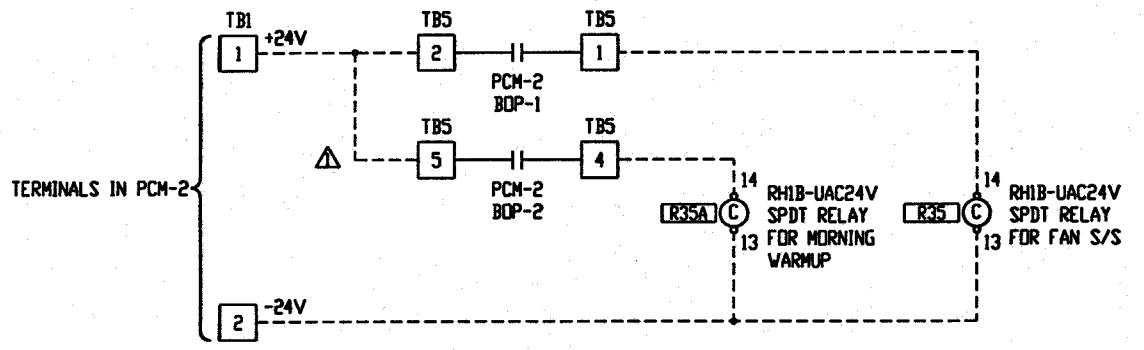 TB1
1
+24V
TB5
2
TB5
1
PCM-2
BOP-1
TB5
5
TB5
4
1
PCM-2
BOP-2
TERMINALS IN PCM-2
14
R35A
C
13
RH1B-UAC24V
SPDT RELAY
FOR MORNING
WARMUP
14
R35
C
13
RH1B-UAC24V
SPDT RELAY
FOR FAN S/S
2
-24V